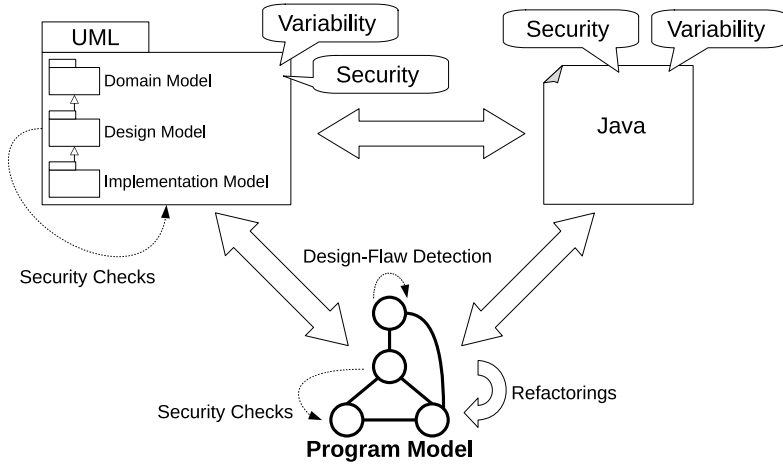 UML
Variability
Security
Domain Model
Design Model
Implementation Model
Security Checks
Security
Variability
Java
Design-Flaw Detection
Security Checks
Refactorings
Program Model